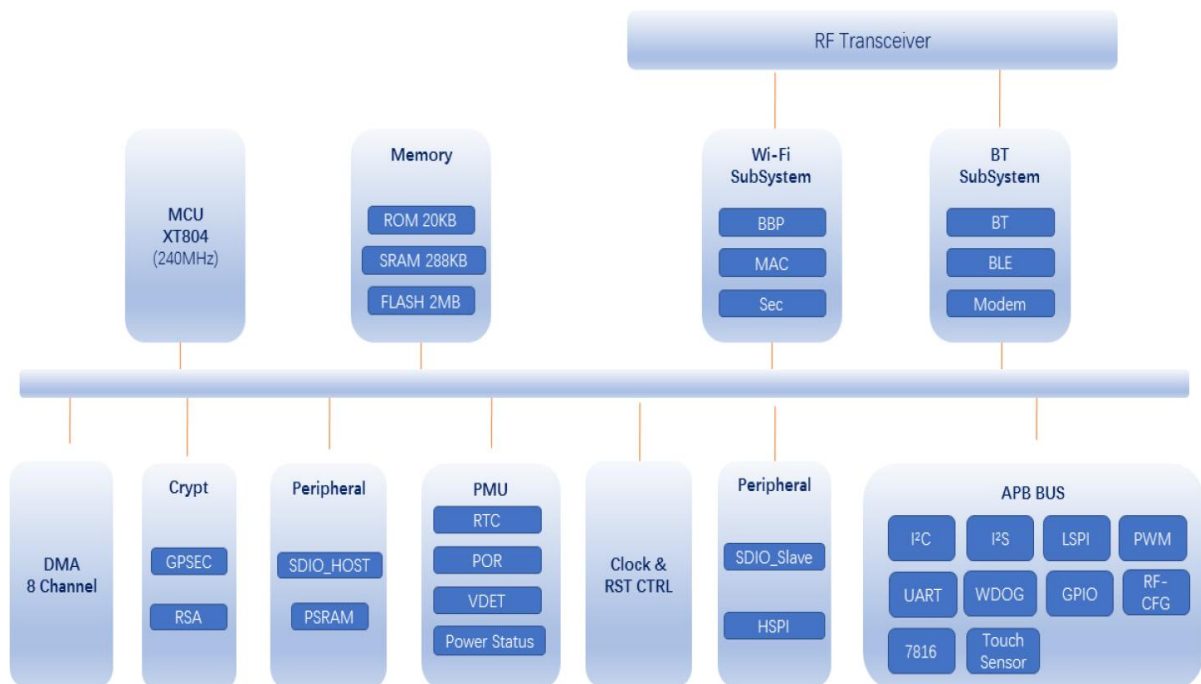 RF Transceiver
MCU
XT804
(240MHz)
Memory
ROM 20KB
SRAM 288KB
FLASH 2MB
Wi-Fi
SubSystem
BBP
MAC
Sec
BT
SubSystem
BT
BLE
Modem
DMA
8 Channel
Crypt
GPSEC
RSA
Peripheral
SDIO_HOST
PSRAM
PMU
RTC
POR
VDET
Power Status
Clock &
RST CTRL
Peripheral
SDIO_Slave
HSPI
APB BUS
I²C
I²S
LSPI
PWM
UART
WDOG
GPIO
RF-
CFG
7816
Touch
Sensor